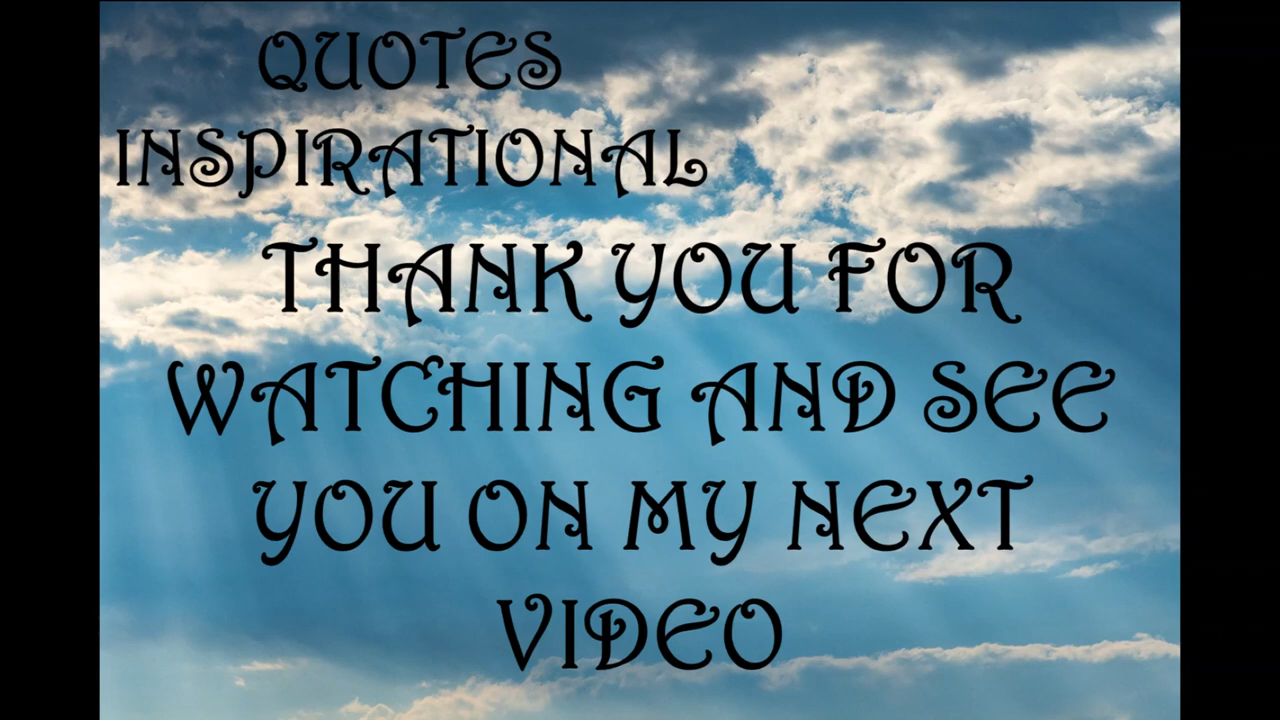 QUOTES
INSPIRATIONAL
THANK YOU FOR
WATCHING AND SEE
YOU ON MY NEXT
VIDEO